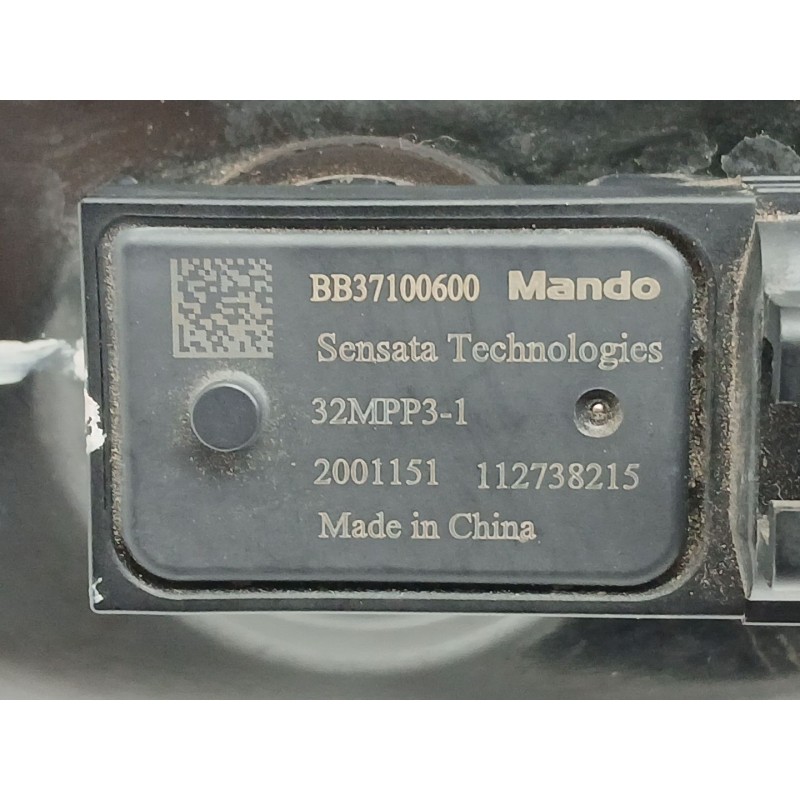 BB37100600 Mando
Sensata Technologies
32MPP3-1
2001151 112738215
Made in China